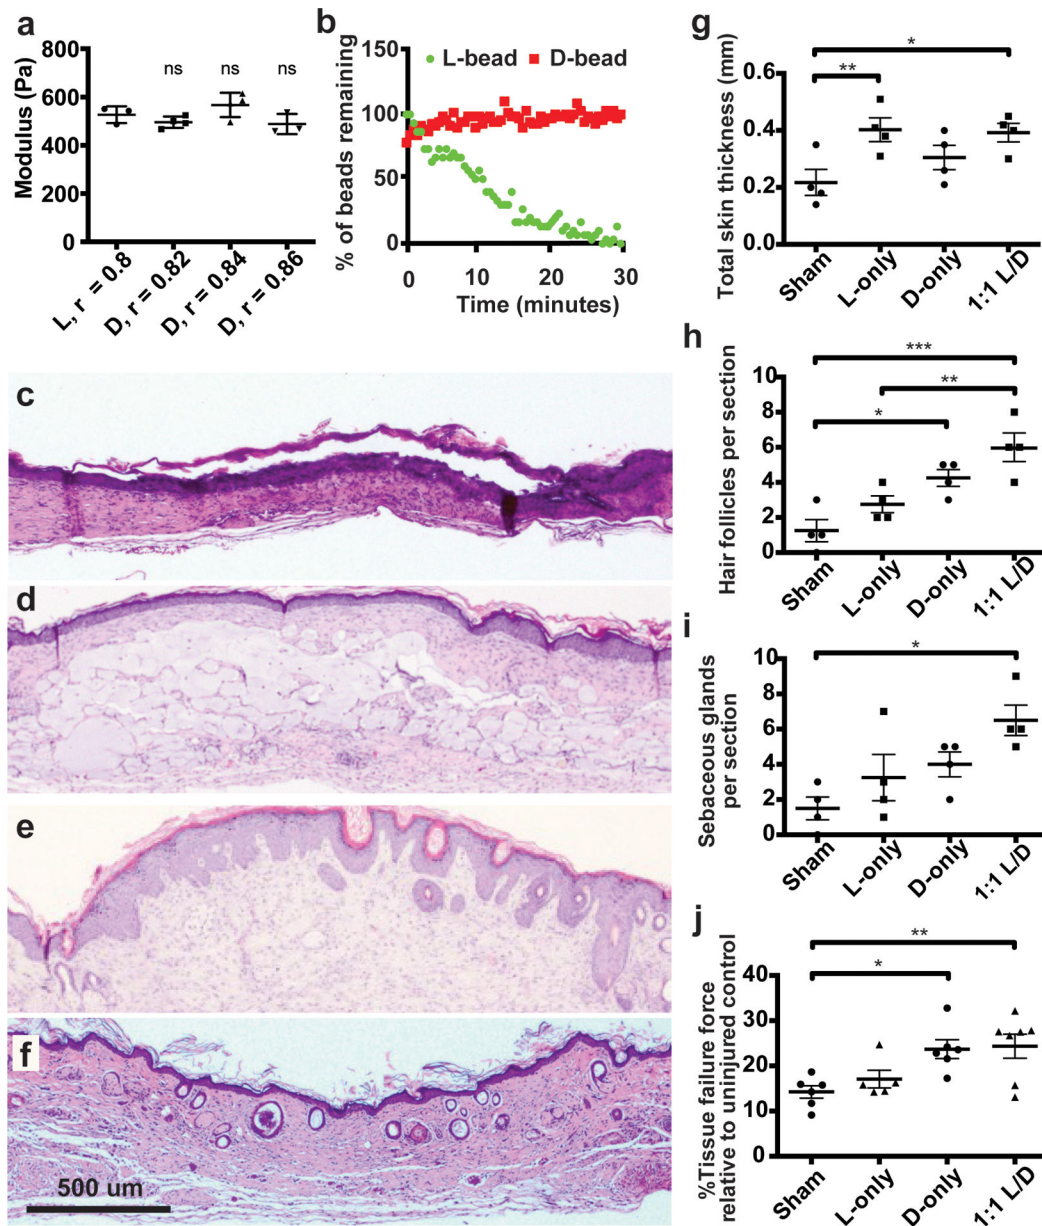 a
Modulus (Pa)
800
600
400
200
0
ns
ns
ns
L, r = 0.8
D, r = 0.82
D, r = 0.84
D, r = 0.86
b
% of beads remaining
150
100
50
0
L-bead
D-bead
0
10
20
30
Time (minutes)
c
d
e
f
500 um
g
Total skin thickness (mm)
0.6
0.4
0.2
0.0
*
**
Sham
L-only
D-only
1:1 L/D
h
Hair follicles per section
10
8
6
4
2
0
***
**
*
Sham
L-only
D-only
1:1 L/D
i
Sebaceous glands
per section
10
8
6
4
2
0
*
Sham
L-only
D-only
1:1 L/D
j
%Tissue failure force
relative to uninjured control
40
30
20
10
0
**
*
Sham
L-only
D-only
1:1 L/D